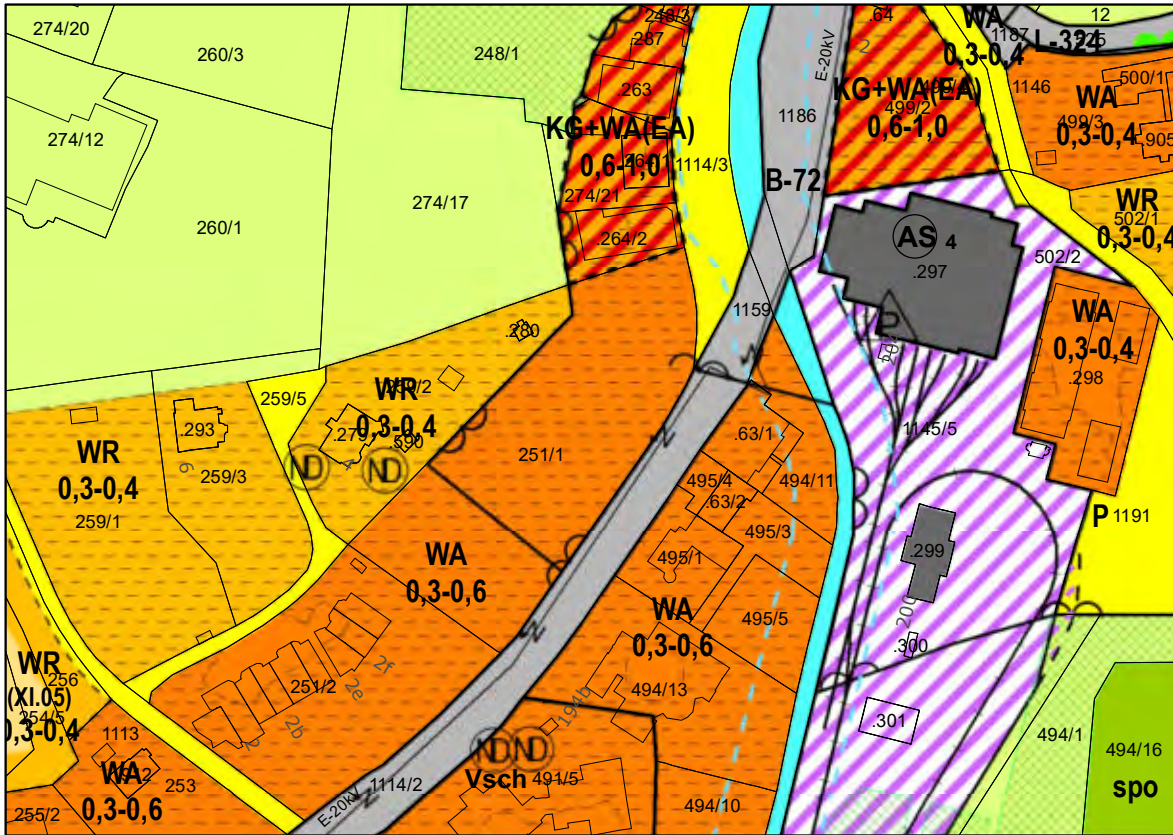 274/20
260/3
248/1
248/3
.287
.64
12
WA
0,3-0,4
1187
L-324
E-20kV
274/12
.263
KG+WA(EA)
0,6-1,0
1186
KG+WA(EA)
499/2
0,6-1,0
1146
500/1
WA
499/3
0,3-0,4
.905
274/17
274/21
1114/3
B-72
260/1
.264/2
AS 4
.297
WR
502/1
0,3-0,4
502/2
1159
.280
WA
0,3-0,4
.298
259/5
WR
0,3-0,4
.279
4
590
.293
WR
0,3-0,4
6
259/3
259/1
ND
ND
251/1
.63/1
495/4
494/11
.63/2
495/3
1145/5
P
1191
WA
0,3-0,6
495/1
.299
WA
0,3-0,6
495/5
200
.300
WR
(XI.05)
0,3-0,4
256
254/5
251/2
2f
2e
2b
2
494/13
194b
.301
494/1
494/16
spo
1113
WA
0,3-0,6
253
255/2
ND
ND
Vsch
491/5
1114/2
E-20kV
494/10